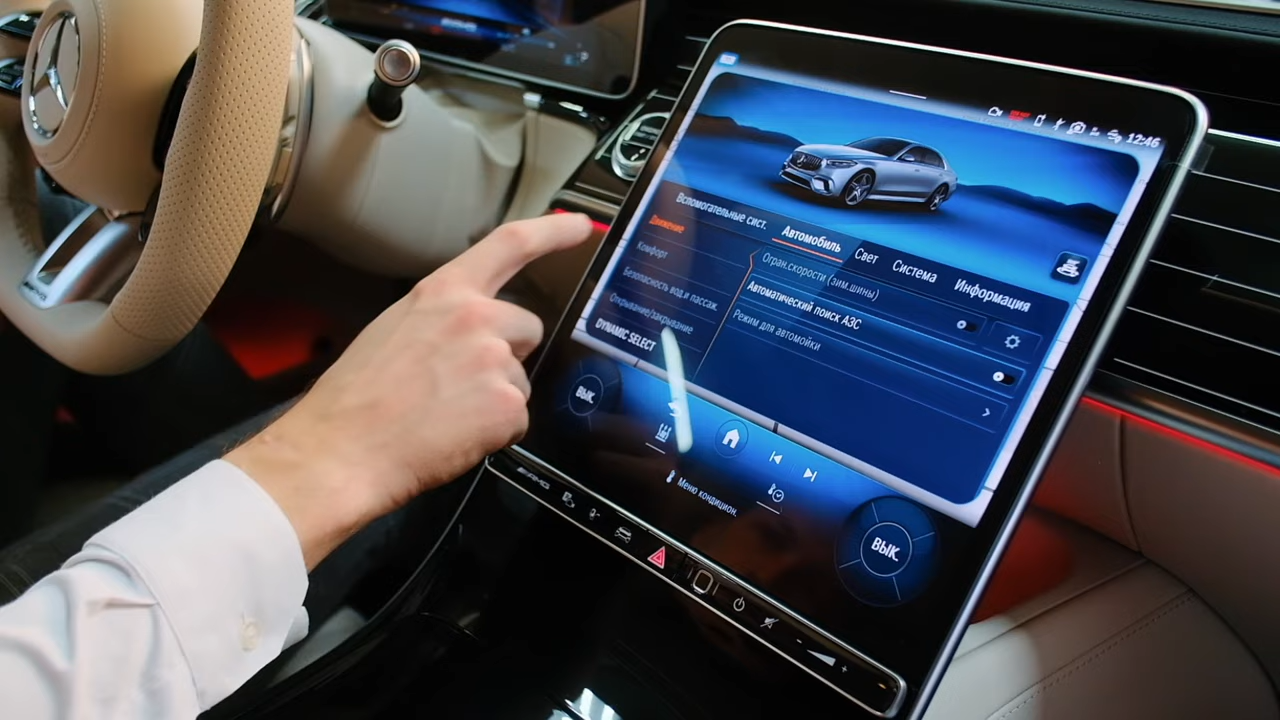 12:46
Вспомогательные сист.
Автомобиль
Свет
Система
Информация
Движение
Комфорт
Безопасность вод.и пассаж.
Открывание/закрывание
DYNAMIC SELECT
Огран.скорости (зим.шины)
Автоматический поиск АЗС
Режим для автомойки
ВЫК.
Меню кондицион.
ВЫК.
AMG